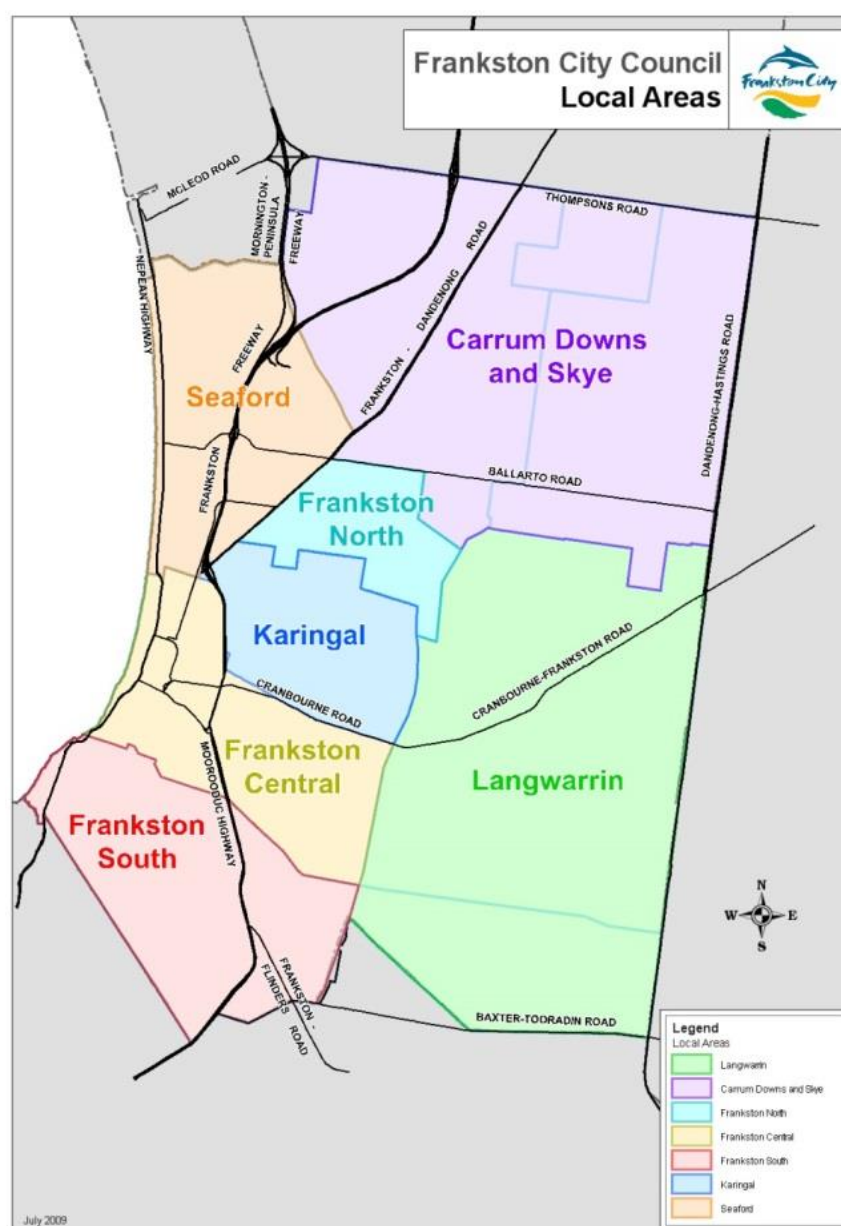 Frankston City Council
Local Areas
Frankston City
MCLEOD ROAD
MORNINGTON -
PENINSULA
FREEWAY
THOMPSONS ROAD
NEPEAN HIGHWAY
FRANKSTON - DANDENONG ROAD
Carrum Downs
and Skye
DANDENONG-HASTINGS ROAD
FREEWAY
Seaford
FRANKSTON
BALLARTO ROAD
Frankston
North
Karingal
CRANBOURNE ROAD
CRANBOURNE-FRANKSTON ROAD
Frankston
Central
Langwarrin
MOOROODUC HIGHWAY
Frankston
South
N
W E
S
FRANKSTON -
FLINDERS ROAD
BAXTER-TOORADIN ROAD
Legend
Local Areas
Langwarrin
Carrum Downs and Skye
Frankston North
Frankston Central
Frankston South
Karingal
Seaford
July 2009